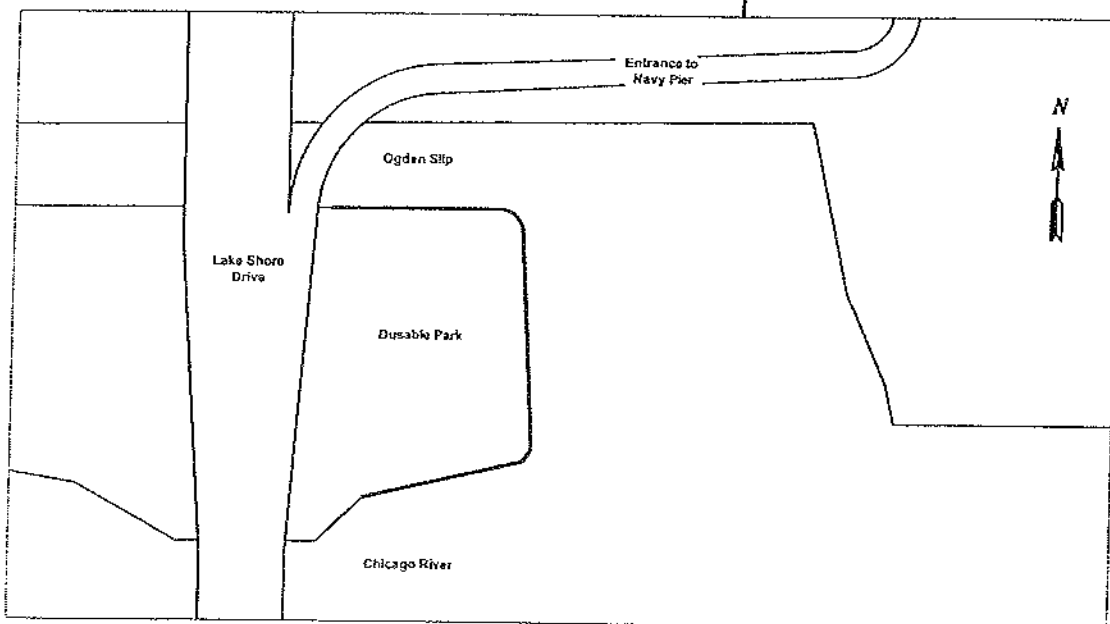 Entrance to
Navy Pier
N
Ogden Slip
Lake Shore
Drive
Dusable Park
Chicago River